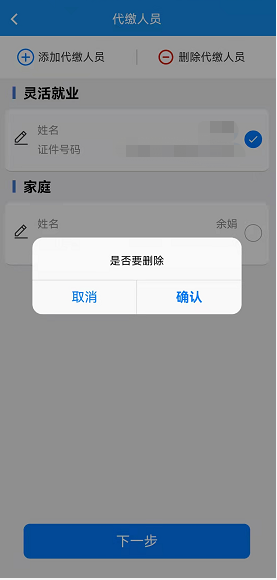 代缴人员
添加代缴人员
删除代缴人员
灵活就业
姓名
证件号码
家庭
姓名
余娟
是否要删除
取消
确认
下一步